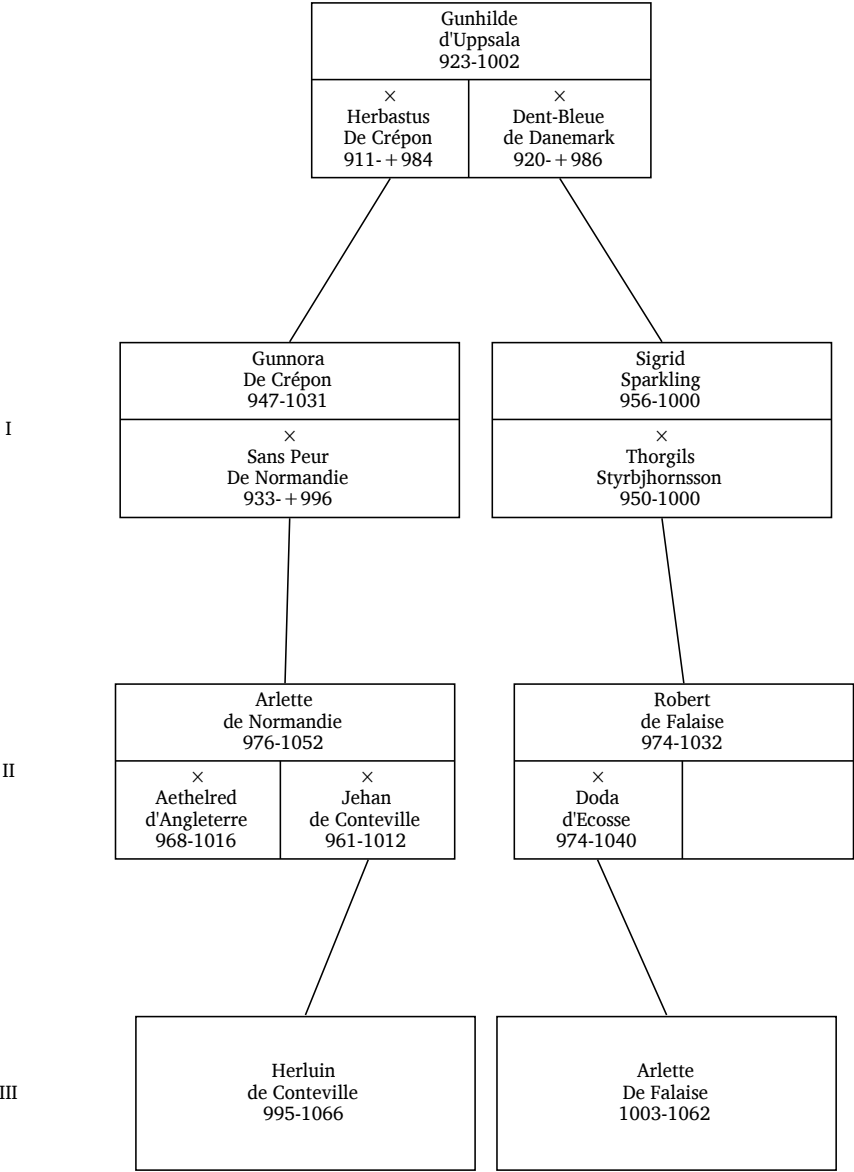 Gunhilde
d'Uppsala
923-1002
×
Herbastus
De Crépon
911-+984
×
Dent-Bleue
de Danemark
920-+986
I
Gunnora
De Crépon
947-1031
×
Sans Peur
De Normandie
933-+996
Sigrid
Sparkling
956-1000
×
Thorgils
Styrbjhornsson
950-1000
II
Arlette
de Normandie
976-1052
×
Aethelred
d'Angleterre
968-1016
×
Jehan
de Conteville
961-1012
Robert
de Falaise
974-1032
×
Doda
d'Ecosse
974-1040
III
Herluin
de Conteville
995-1066
Arlette
De Falaise
1003-1062